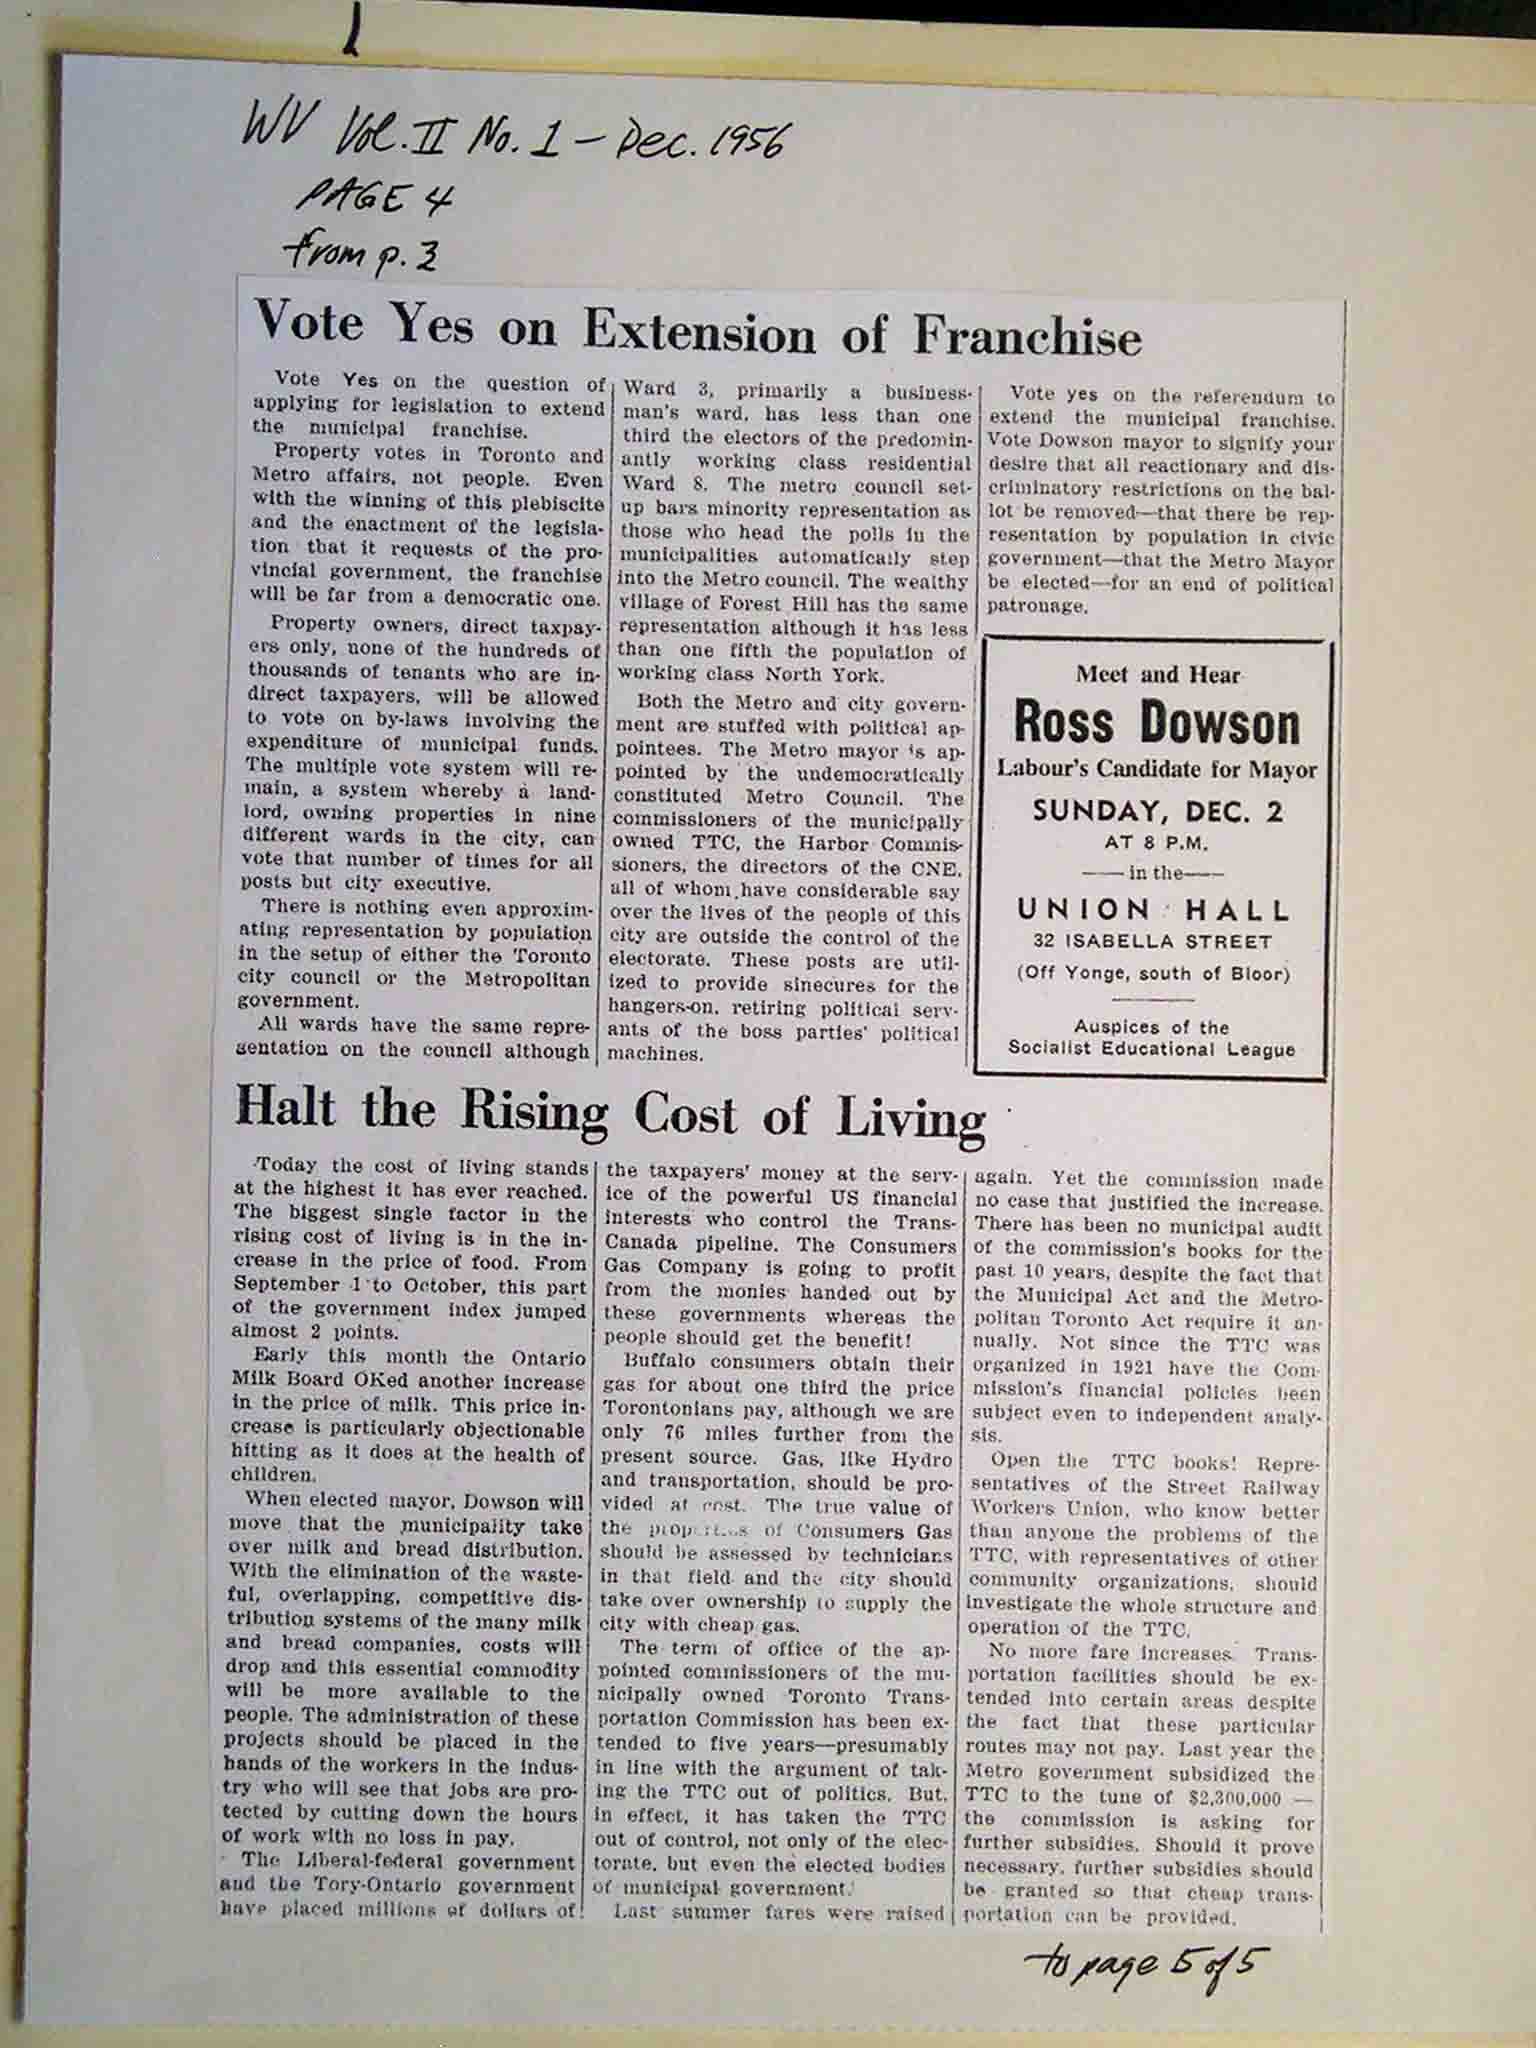 WV Vol. II No. 1 - Dec. 1956
PAGE 4
from p. 3
Vote Yes on Extension of Franchise
Vote Yes on the question of
applying for legislation to extend
the municipal franchise.
Property votes in Toronto and
Metro affairs, not people. Even
with the winning of this plebiscite
and the enactment of the legisla-
tion that it requests of the pro-
vincial government, the franchise
will be far from a democratic one.
Property owners, direct taxpay-
ers only, none of the hundreds of
thousands of tenants who are in-
direct taxpayers, will be allowed
to vote on by-laws involving the
expenditure of municipal funds.
The multiple vote system will re-
main, a system whereby a land-
lord, owning properties in nine
different wards in the city, can
vote that number of times for all
posts but city executive.
There is nothing even approxim-
ating representation by population
in the setup of either the Toronto
city council or the Metropolitan
government.
All wards have the same repre-
sentation on the council although
Ward 3, primarily a business-
man's ward, has less than one
third the electors of the predomin-
antly working class residential
Ward 8. The metro council set-
up bars minority representation as
those who head the polls in the
municipalities automatically step
into the Metro council. The wealthy
village of Forest Hill has the same
representation although it has less
than one fifth the population of
working class North York.
Both the Metro and city govern-
ment are stuffed with political ap-
pointees. The Metro mayor is ap-
pointed by the undemocratically
constituted Metro Council. The
commissioners of the municipally
owned TTC, the Harbor Commis-
sioners, the directors of the CNE,
all of whom have considerable say
over the lives of the people of this
city are outside the control of the
electorate. These posts are util-
ized to provide sinecures for the
hangers-on, retiring political serv-
ants of the boss parties' political
machines.
Vote yes on the referendum to
extend the municipal franchise.
Vote Dowson mayor to signify your
desire that all reactionary and dis-
criminatory restrictions on the bal-
lot be removed—that there be rep-
resentation by population in civic
government—that the Metro Mayor
be elected—for an end of political
patronage.
Meet and Hear
Ross Dowson
Labour's Candidate for Mayor
SUNDAY, DEC. 2
AT 8 P.M.
—in the—
UNION HALL
32 ISABELLA STREET
(Off Yonge, south of Bloor)
Auspices of the
Socialist Educational League
Halt the Rising Cost of Living
Today the cost of living stands
at the highest it has ever reached.
The biggest single factor in the
rising cost of living is in the in-
crease in the price of food. From
September 1 to October, this part
of the government index jumped
almost 2 points.
Early this month the Ontario
Milk Board OKed another increase
in the price of milk. This price in-
crease is particularly objectionable
hitting as it does at the health of
children.
When elected mayor, Dowson will
move that the municipality take
over milk and bread distribution.
With the elimination of the waste-
ful, overlapping, competitive dis-
tribution systems of the many milk
and bread companies, costs will
drop and this essential commodity
will be more available to the
people. The administration of these
projects should be placed in the
hands of the workers in the indus-
try who will see that jobs are pro-
tected by cutting down the hours
of work with no loss in pay.
The Liberal-federal government
and the Tory-Ontario government
have placed millions of dollars of
the taxpayers' money at the serv-
ice of the powerful US financial
interests who control the Trans-
Canada pipeline. The Consumers
Gas Company is going to profit
from the monies handed out by
these governments whereas the
people should get the benefit!
Buffalo consumers obtain their
gas for about one third the price
Torontonians pay, although we are
only 76 miles further from the
present source. Gas, like Hydro
and transportation, should be pro-
vided at cost. The true value of
the properties of Consumers Gas
should be assessed by technicians
in that field and the city should
take over ownership to supply the
city with cheap gas.
The term of office of the ap-
pointed commissioners of the mu-
nicipally owned Toronto Trans-
portation Commission has been ex-
tended to five years—presumably
in line with the argument of tak-
ing the TTC out of politics. But,
in effect, it has taken the TTC
out of control, not only of the elec-
torate, but even the elected bodies
of municipal government.
Last summer fares were raised
again. Yet the commission made
no case that justified the increase.
There has been no municipal audit
of the commission's books for the
past 10 years, despite the fact that
the Municipal Act and the Metro-
politan Toronto Act require it an-
nually. Not since the TTC was
organized in 1921 have the Com-
mission's financial policies been
subject even to independent analy-
sis.
Open the TTC books! Repre-
sentatives of the Street Railway
Workers Union, who know better
than anyone the problems of the
TTC, with representatives of other
community organizations, should
investigate the whole structure and
operation of the TTC.
No more fare increases. Trans-
portation facilities should be ex-
tended into certain areas despite
the fact that these particular
routes may not pay. Last year the
Metro government subsidized the
TTC to the tune of $2,300,000 —
the commission is asking for
further subsidies. Should it prove
necessary, further subsidies should
be granted so that cheap trans-
portation can be provided.
to page 5 of 5